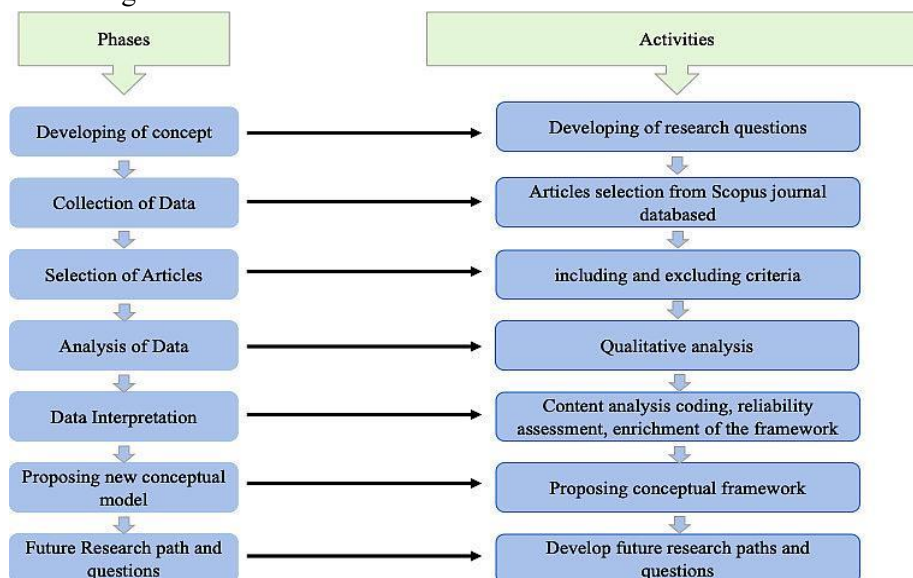 Phases
Activities
Developing of concept
Developing of research questions
Collection of Data
Articles selection from Scopus journal
databased
Selection of Articles
including and excluding criteria
Analysis of Data
Qualitative analysis
Data Interpretation
Content analysis coding, reliability
assessment, enrichment of the framework
Proposing new conceptual
model
Proposing conceptual framework
Future Research path and
questions
Develop future research paths and
questions